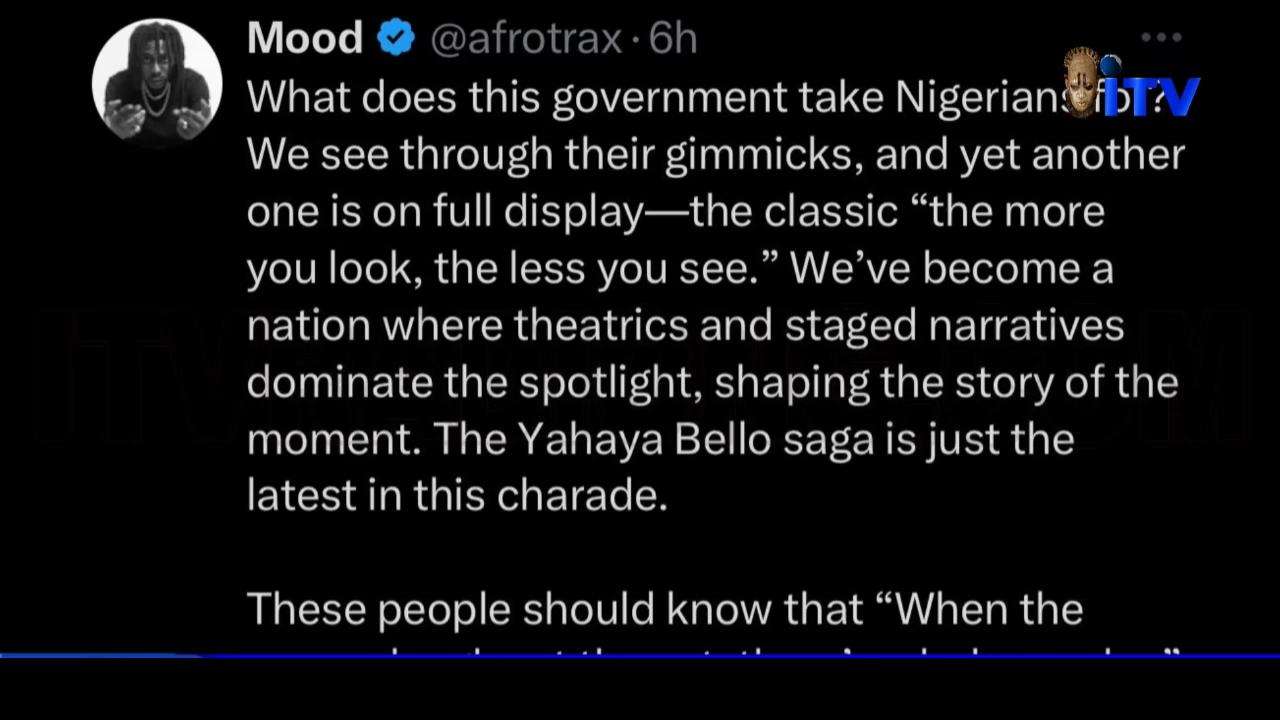 Mood @afrotrax · 6h
iTV
What does this government take Nigerians for?
We see through their gimmicks, and yet another
one is on full display—the classic “the more
you look, the less you see.” We’ve become a
nation where theatrics and staged narratives
dominate the spotlight, shaping the story of the
moment. The Yahaya Bello saga is just the
latest in this charade.
These people should know that “When the